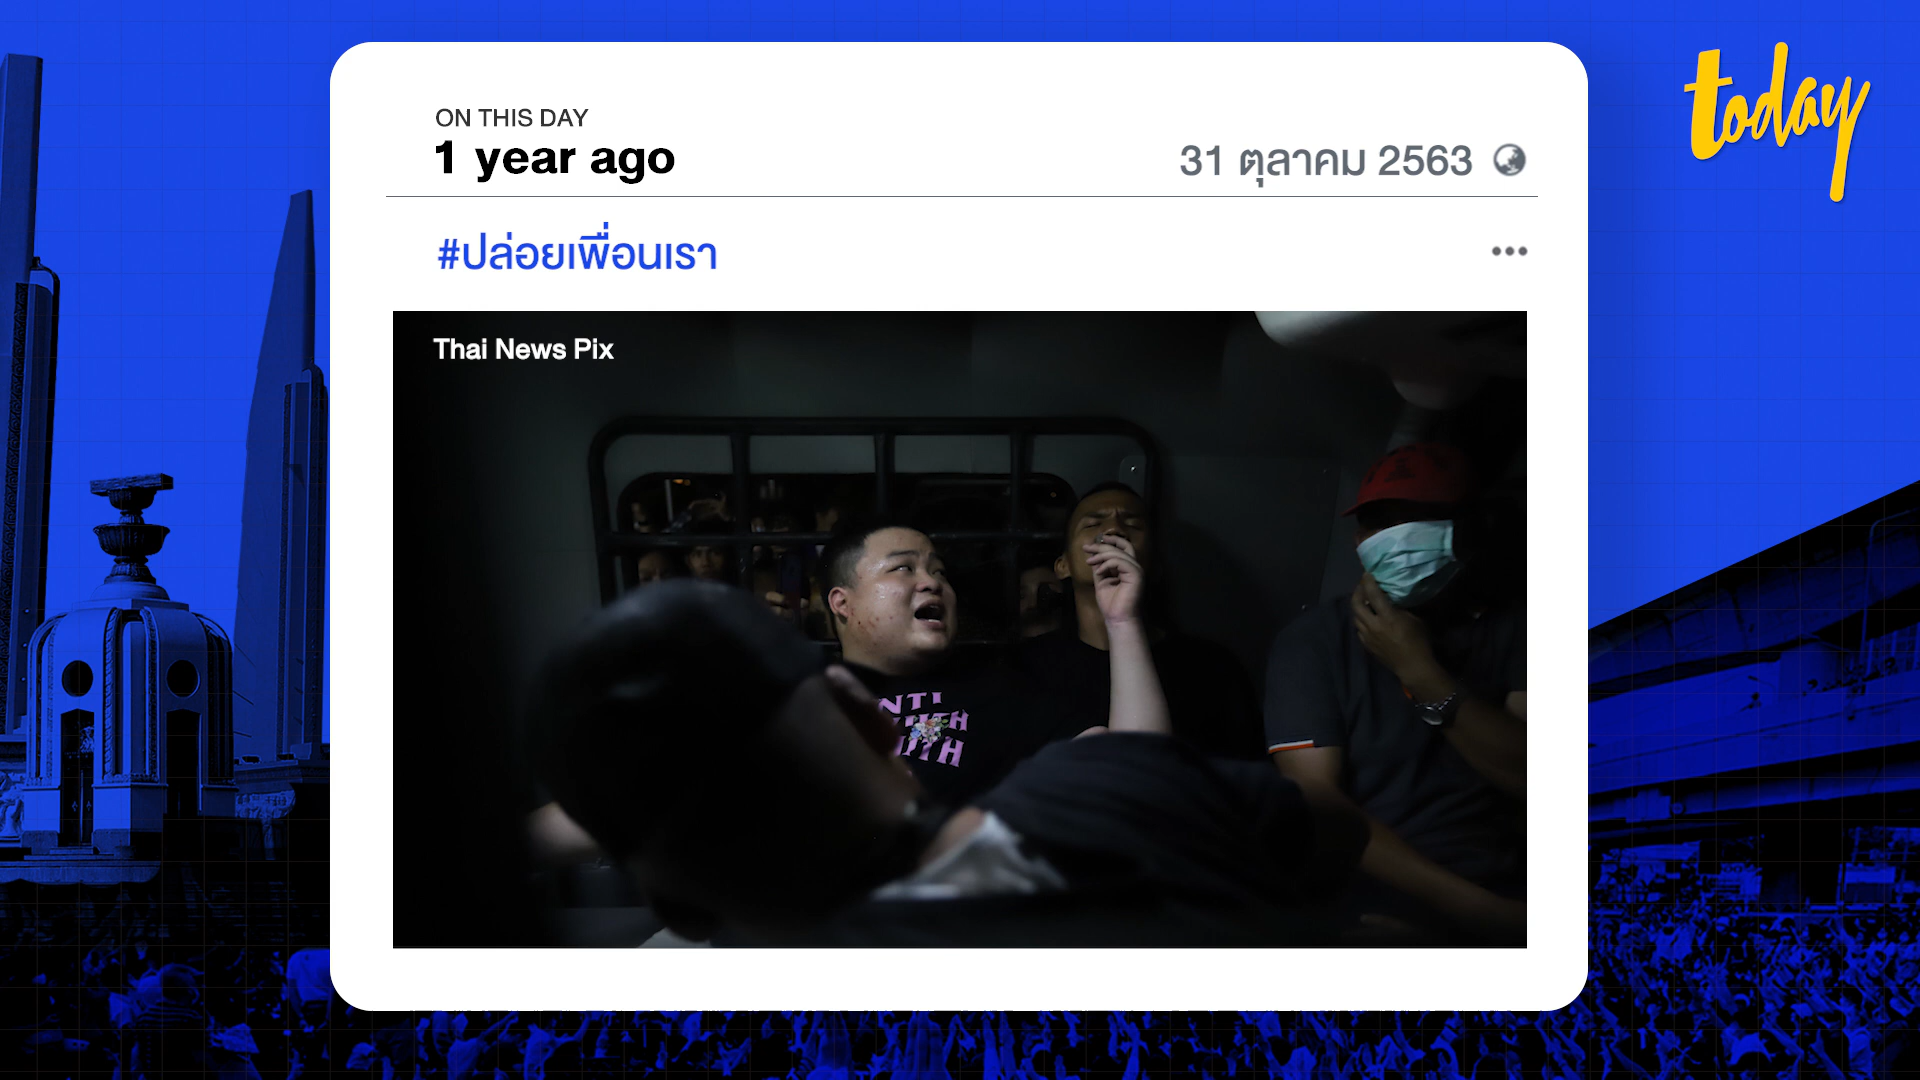 today
ON THIS DAY
1 year ago
31 ตุลาคม 2563
#ปล่อยเพื่อนเรา
Thai News Pix